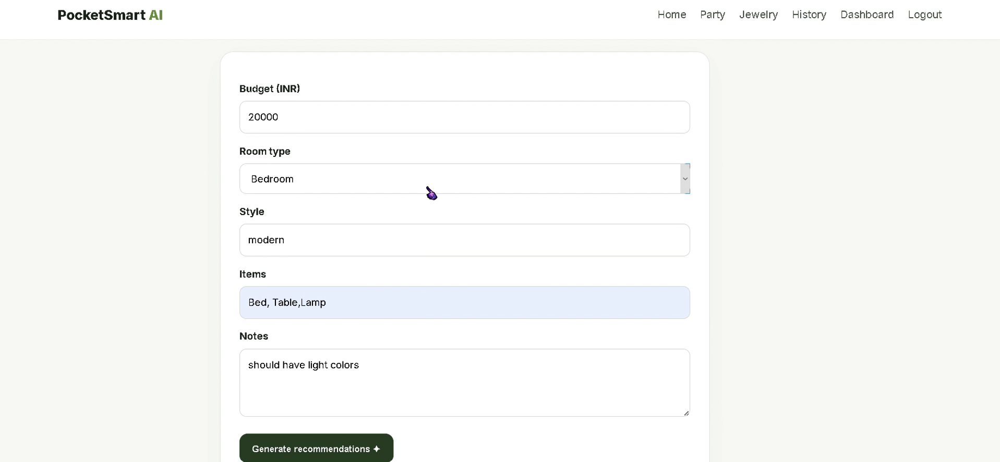 PocketSmart AI
Home Party Jewelry History Dashboard Logout
Budget (INR)
20000
Room type
Bedroom
Style
modern
Items
Bed, Table,Lamp
Notes
should have light colors
Generate recommendations ✦